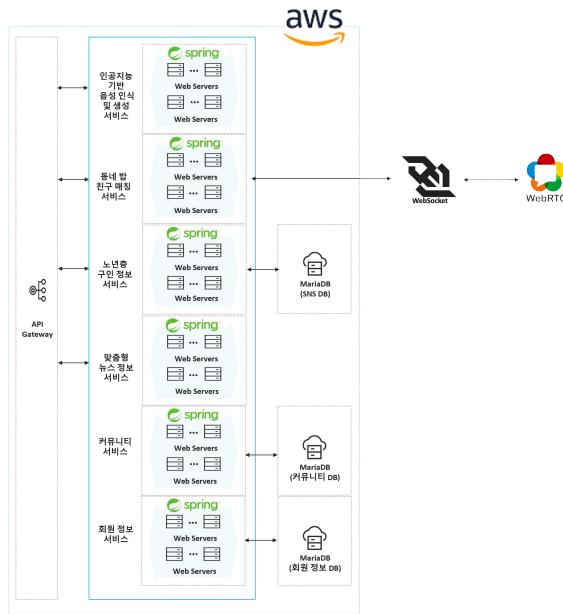 aws
API
Gateway
인공지능
기반
음성 인식
및 생성
서비스
spring
Web Servers
Web Servers
동네 밥
친구 매칭
서비스
spring
Web Servers
Web Servers
WebSocket
WebRTC
노년층
구인 정보
서비스
spring
Web Servers
Web Servers
MariaDB
(SNS DB)
맞춤형
뉴스 정보
서비스
spring
Web Servers
Web Servers
커뮤니티
서비스
spring
Web Servers
Web Servers
MariaDB
(커뮤니티 DB)
회원 정보
서비스
spring
Web Servers
Web Servers
MariaDB
(회원 정보 DB)